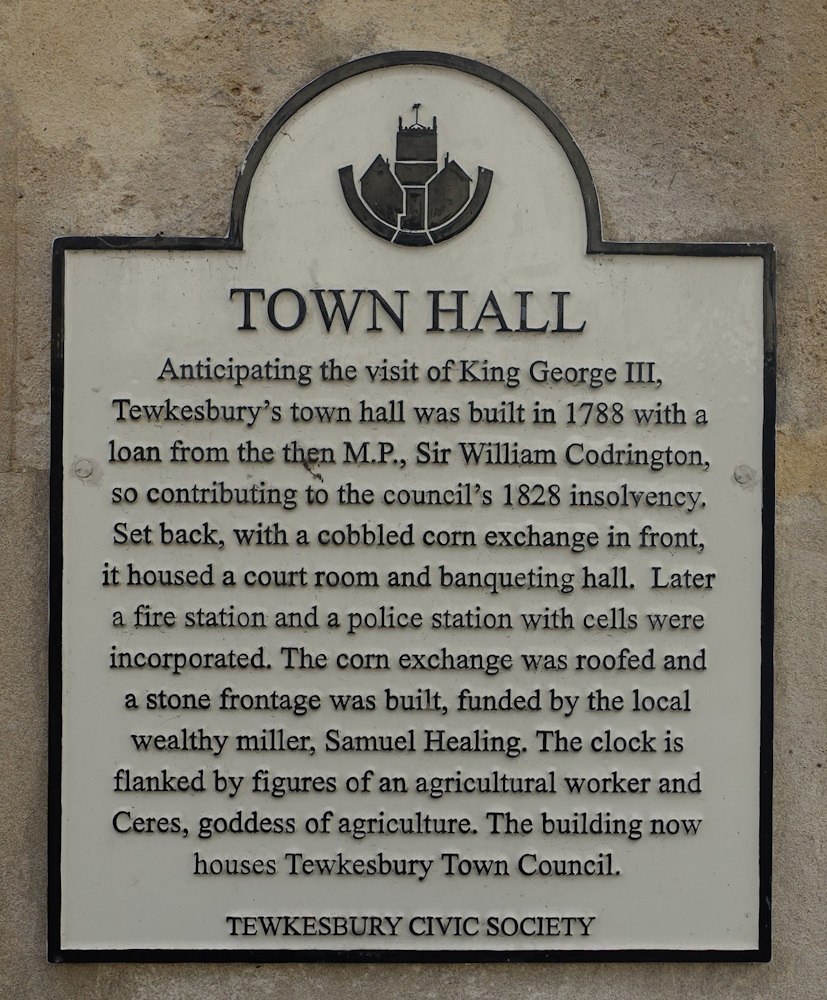 TOWN HALL
Anticipating the visit of King George III,
Tewkesbury's town hall was built in 1788 with a
loan from the then M.P., Sir William Codrington,
so contributing to the council's 1828 insolvency.
Set back, with a cobbled corn exchange in front,
it housed a court room and banqueting hall.  Later
a fire station and a police station with cells were
incorporated. The corn exchange was roofed and
a stone frontage was built, funded by the local
wealthy miller, Samuel Healing. The clock is
flanked by figures of an agricultural worker and
Ceres, goddess of agriculture. The building now
houses Tewkesbury Town Council.
TEWKESBURY CIVIC SOCIETY